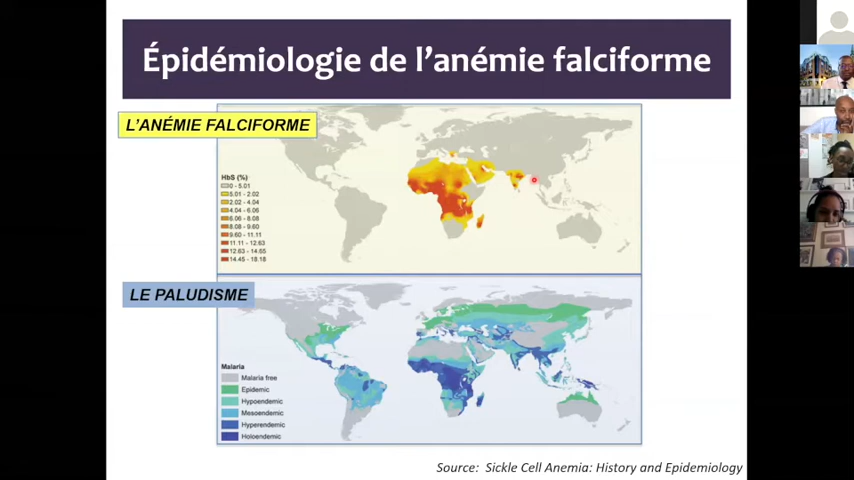 Épidémiologie de l'anémie falciforme
L'ANÉMIE FALCIFORME
HbS (%)
0 - 5.01
5.01 - 2.02
2.02 - 4.04
4.04 - 6.06
6.06 - 8.08
8.08 - 9.60
9.60 - 11.11
11.11 - 12.63
12.63 - 14.65
14.45 - 18.18
LE PALUDISME
Malaria
Malaria free
Epidemic
Hypoendemic
Mesoendemic
Hyperendemic
Holoendemic
Source: Sickle Cell Anemia: History and Epidemiology